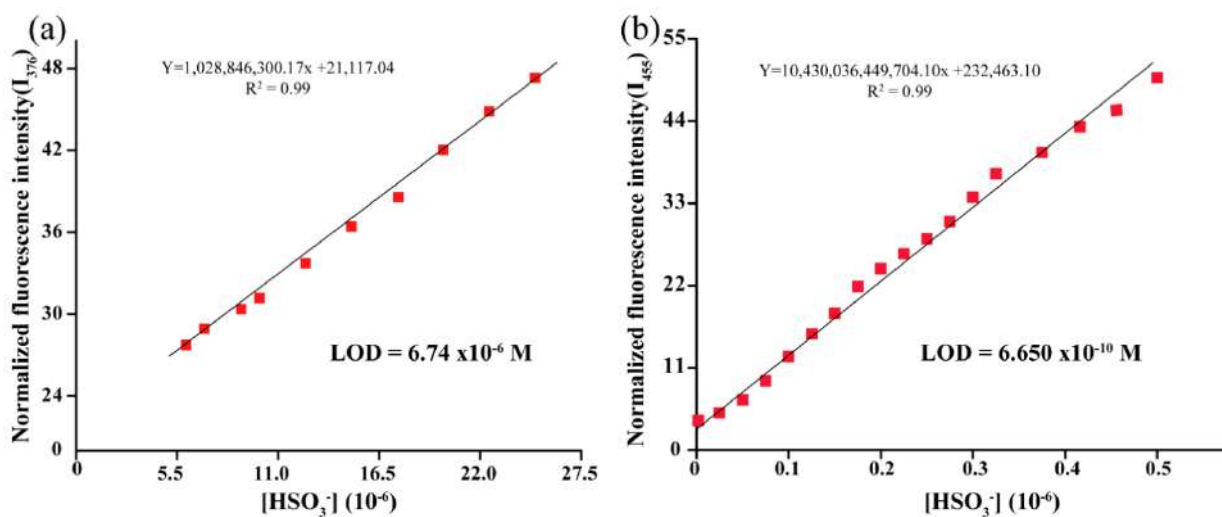 (a)
Normalized fluorescence intensity(I₃₇₆)
48
42
36
30
24
0
Y=1,028,846,300.17x +21,117.04
R² = 0.99
LOD = 6.74 x10⁻⁶ M
0 5.5 11.0 16.5 22.0 27.5
[HSO₃⁻] (10⁻⁶)
(b)
Normalized fluorescence intensity(I₄₅₅)
55
44
33
22
11
0
Y=10,430,036,449,704.10x +232,463.10
R² = 0.99
LOD = 6.650 x10⁻¹⁰ M
0 0.1 0.2 0.3 0.4 0.5
[HSO₃⁻] (10⁻⁶)